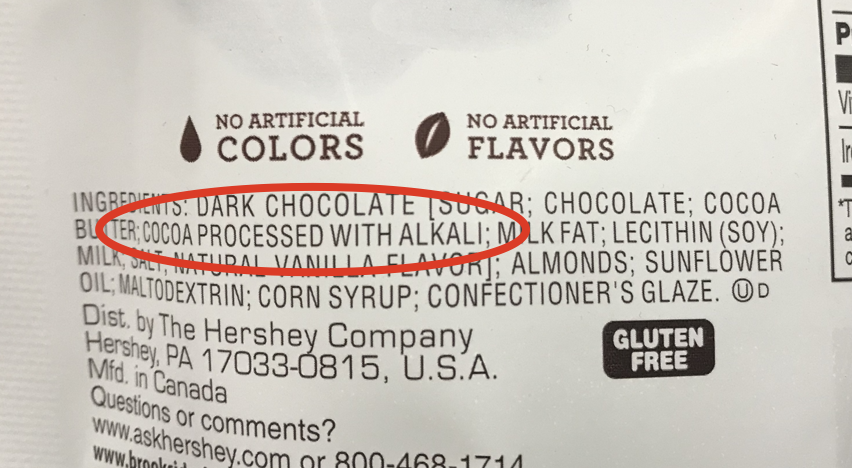 NO ARTIFICIAL
COLORS
NO ARTIFICIAL
FLAVORS
INGREDIENTS: DARK CHOCOLATE [SUGAR; CHOCOLATE; COCOA
BUTTER; COCOA PROCESSED WITH ALKALI; MILK FAT; LECITHIN (SOY);
MILK, SALT, NATURAL VANILLA FLAVOR]; ALMONDS; SUNFLOWER
OIL; MALTODEXTRIN; CORN SYRUP; CONFECTIONER'S GLAZE. U D
Dist. by The Hershey Company
Hershey, PA 17033-0815, U.S.A.
Mfd. in Canada
GLUTEN
FREE
Questions or comments?
www.askhershey.com or 800-468-1714